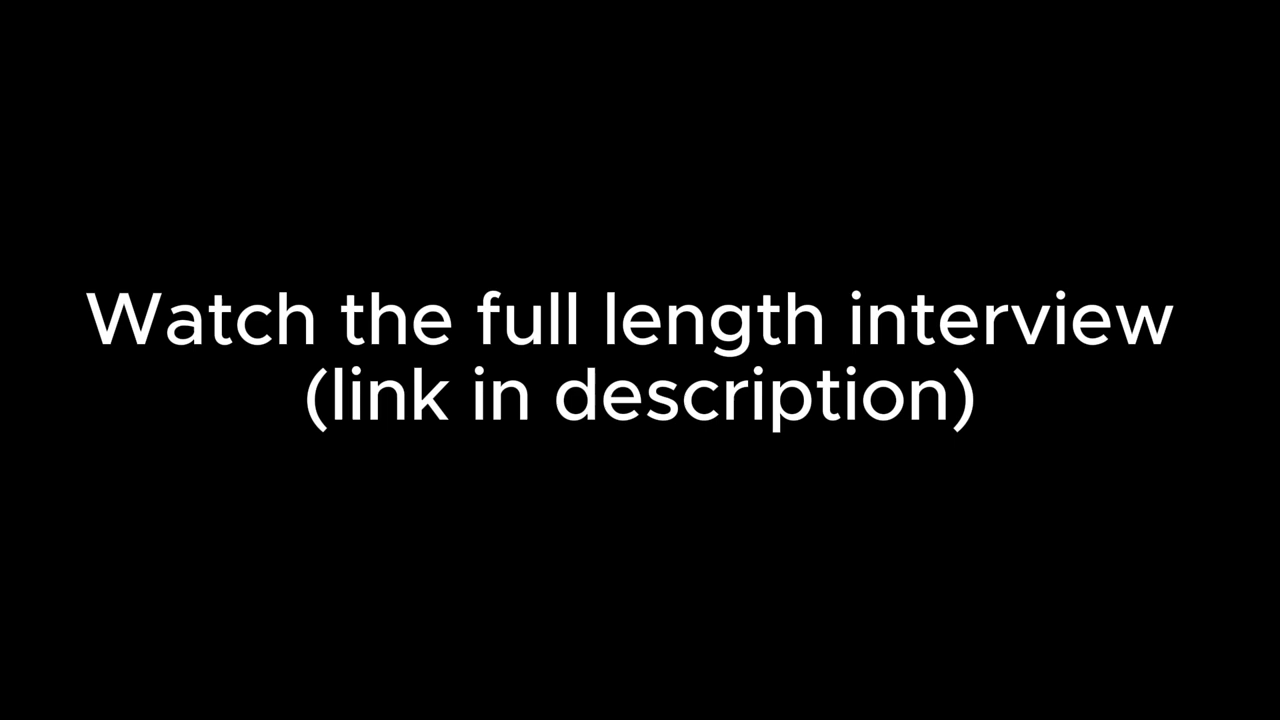 Watch the full length interview
(link in description)